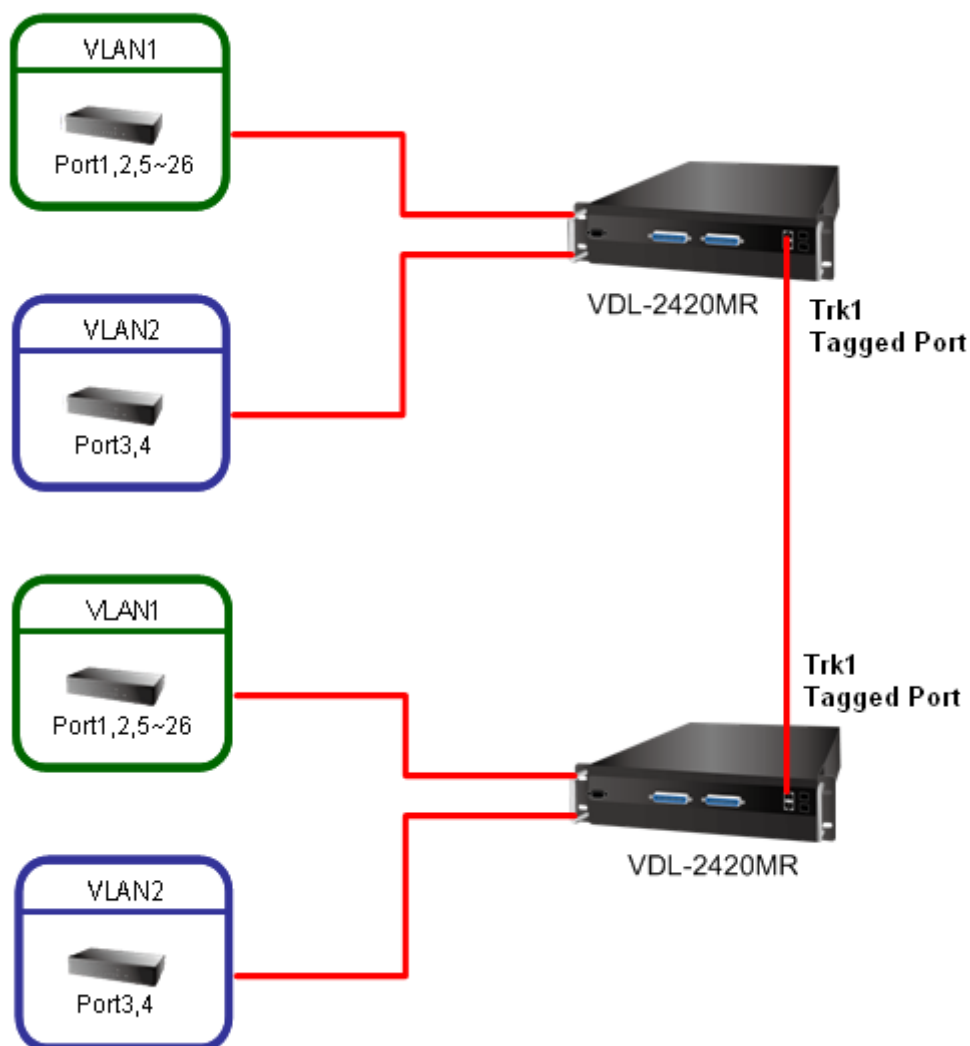 VLAN1
Port1,2,5~26
VLAN2
Port3,4
VDL-2420MR
Trk1
Tagged Port
VLAN1
Port1,2,5~26
Trk1
Tagged Port
VLAN2
Port3,4
VDL-2420MR